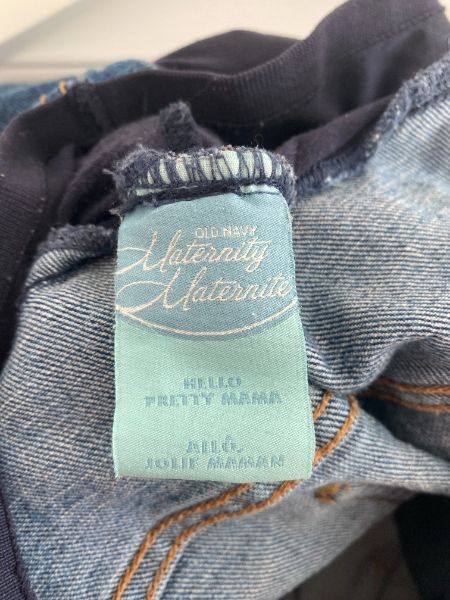 OLD NAVY
Maternity
Maternité
HELLO
PRETTY MAMA
ALLÔ,
JOLIE MAMAN